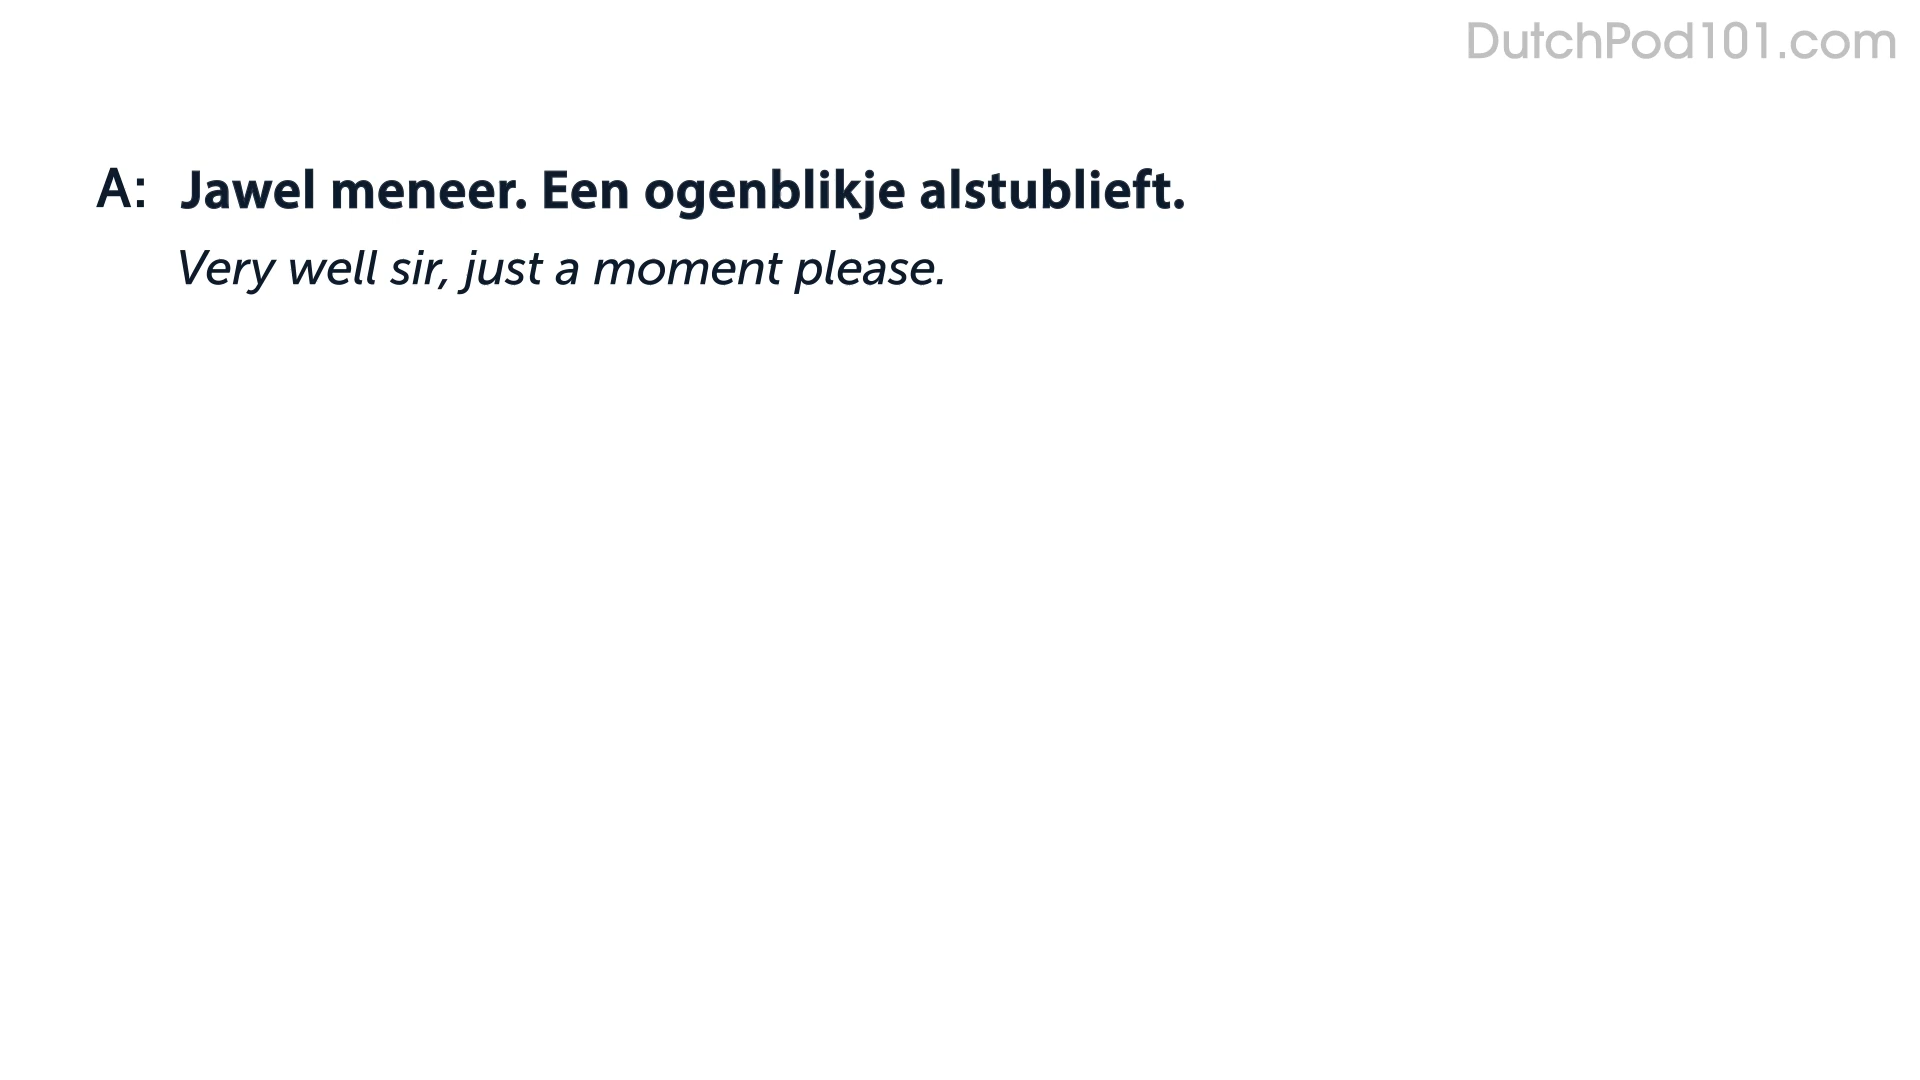 DutchPod101.com
A: Jawel meneer. Een ogenblikje alstublieft.
Very well sir, just a moment please.